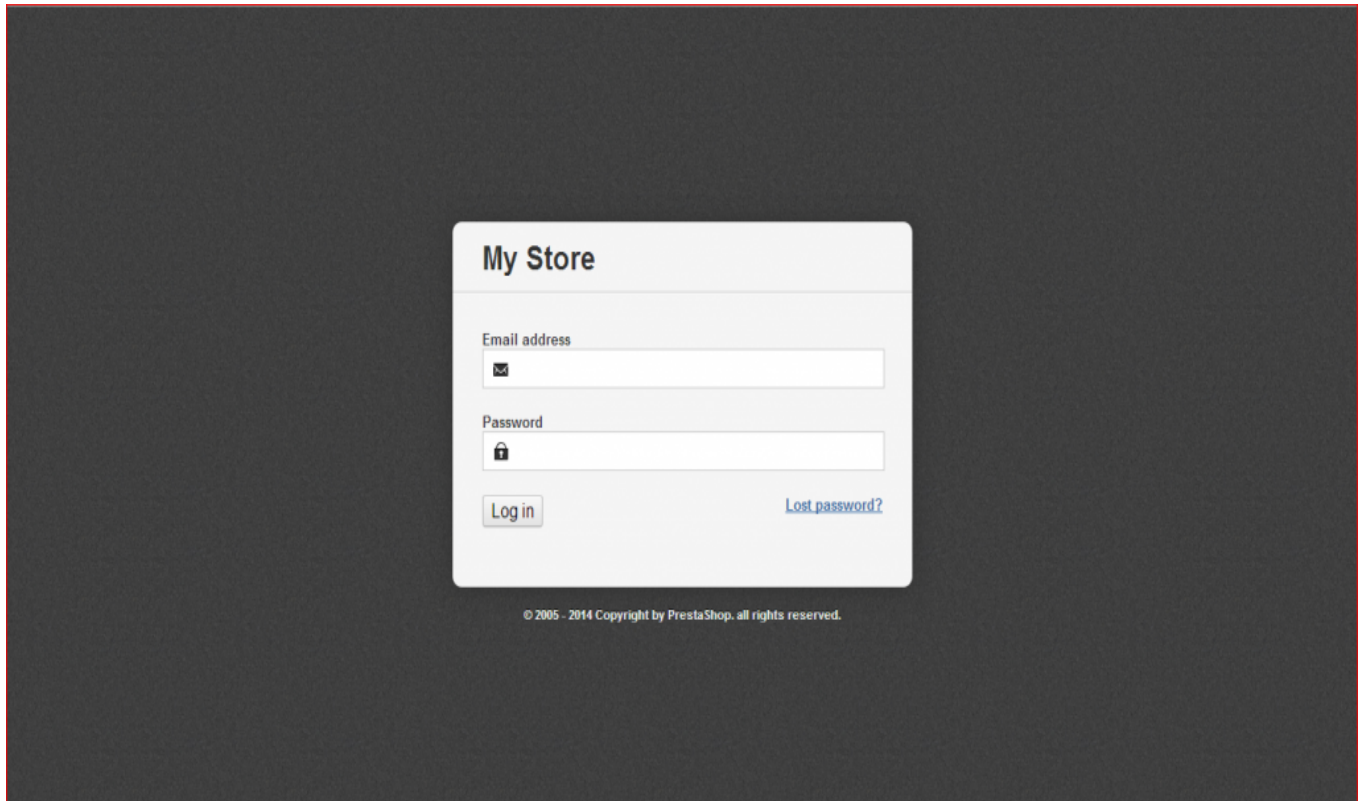 My Store
Email address
Password
Log in
Lost password?
© 2005 - 2014 Copyright by PrestaShop. all rights reserved.